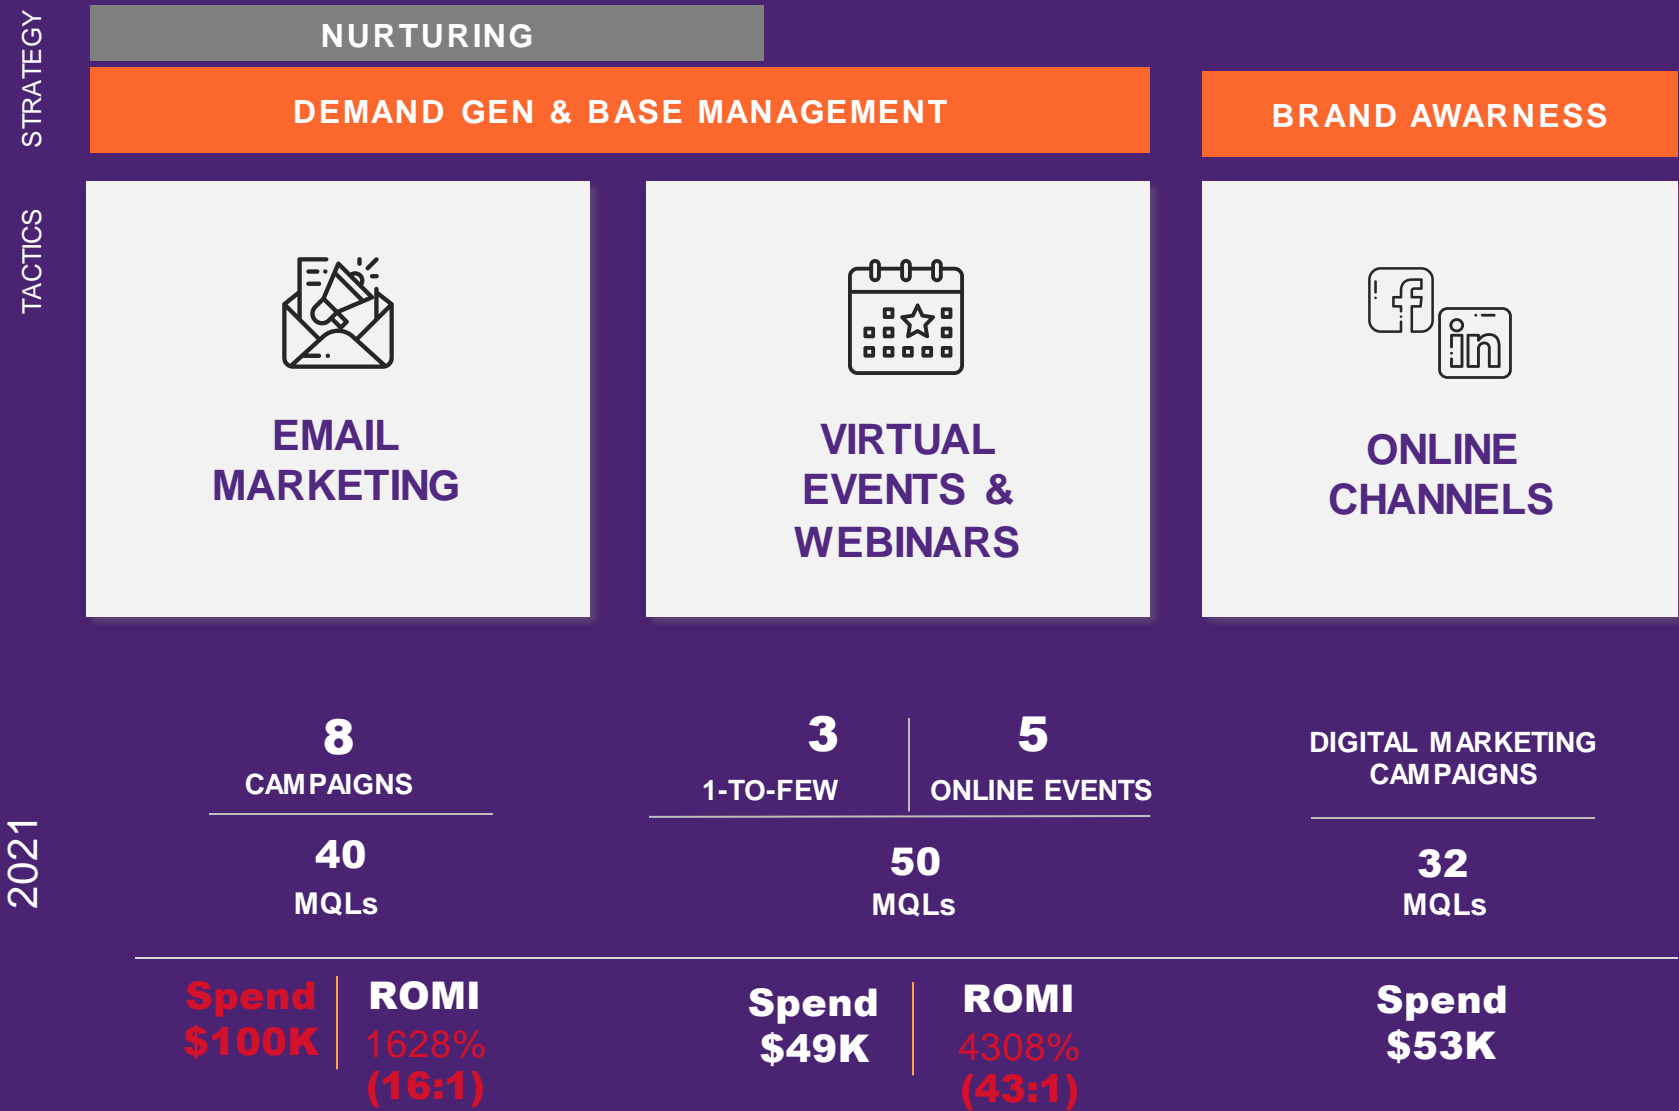 STRATEGY
NURTURING
DEMAND GEN & BASE MANAGEMENT
BRAND AWARNESS
TACTICS
EMAIL
MARKETING
VIRTUAL
EVENTS &
WEBINARS
f
in
ONLINE
CHANNELS
2021
8
CAMPAIGNS
40
MQLs
3
1-TO-FEW
5
ONLINE EVENTS
50
MQLs
DIGITAL MARKETING
CAMPAIGNS
32
MQLs
Spend
$100K
ROMI
1628%
(16:1)
Spend
$49K
ROMI
4308%
(43:1)
Spend
$53K